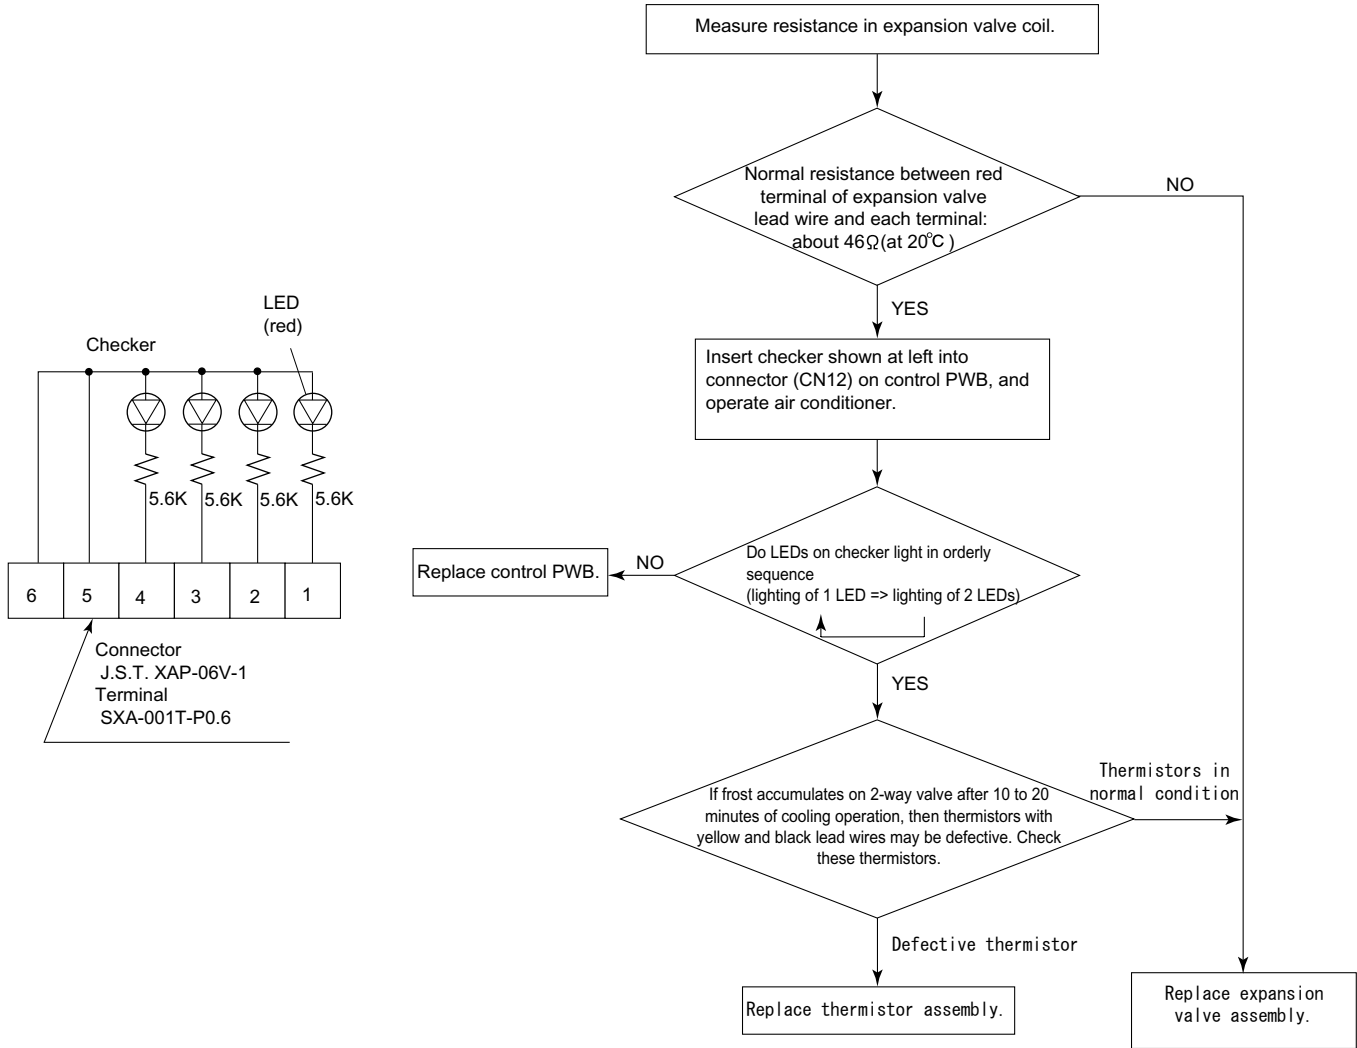 Measure resistance in expansion valve coil.
Normal resistance between red
terminal of expansion valve
lead wire and each terminal:
about 46Ω(at 20℃ )
NO
YES
LED
(red)
Checker
5.6K
5.6K
5.6K
5.6K
6
5
4
3
2
1
Connector
J.S.T. XAP-06V-1
Terminal
SXA-001T-P0.6
Insert checker shown at left into
connector (CN12) on control PWB, and
operate air conditioner.
Do LEDs on checker light in orderly
sequence
(lighting of 1 LED => lighting of 2 LEDs)
NO
Replace control PWB.
YES
If frost accumulates on 2-way valve after 10 to 20
minutes of cooling operation, then thermistors with
yellow and black lead wires may be defective. Check
these thermistors.
Thermistors in
normal condition
Defective thermistor
Replace thermistor assembly.
Replace expansion
valve assembly.